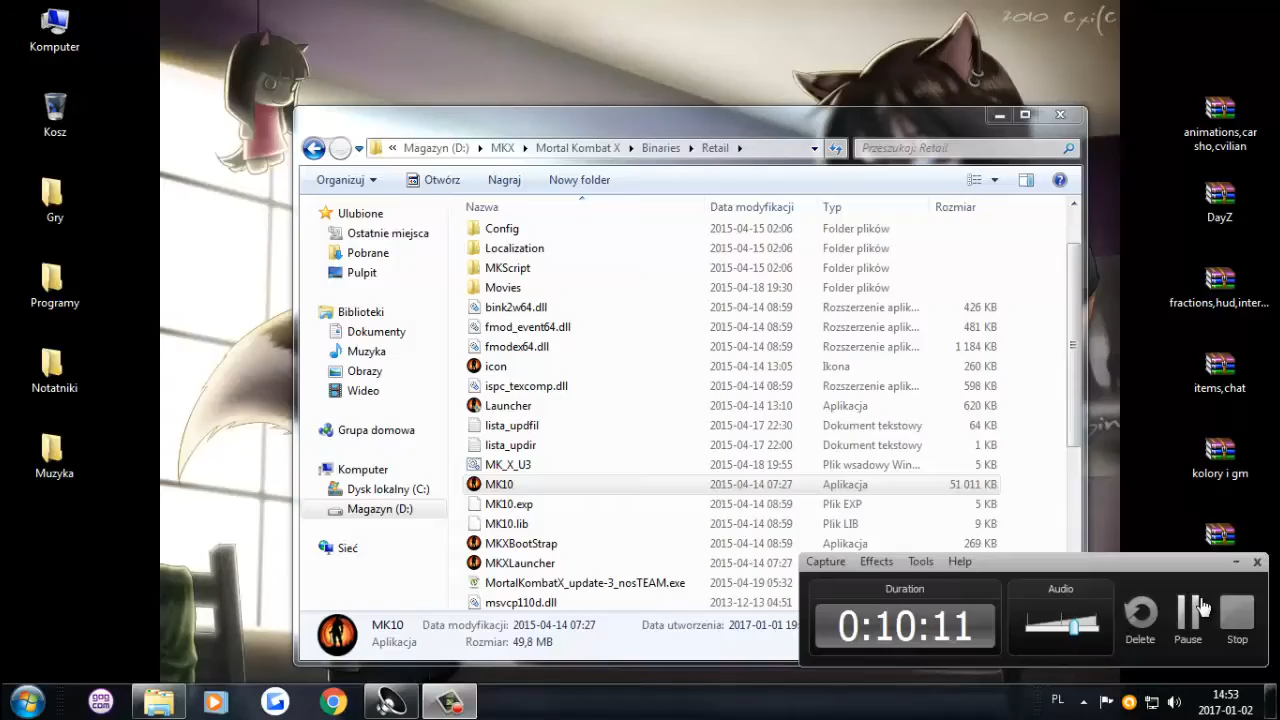 2010
Komputer
Kosz
Gry
Programy
Notatniki
Muzyka
animations,car
sho,cvilian
DayZ
fractions,hud,inter...
items,chat
kolory i gm
« Magazyn (D:) MKX Mortal Kombat X Binaries Retail
Przeszukaj: Retail
Organizuj Otwórz Nagraj Nowy folder
Ulubione
Ostatnie miejsca
Pobrane
Pulpit
Biblioteki
Dokumenty
Muzyka
Obrazy
Wideo
Grupa domowa
Komputer
Dysk lokalny (C:)
Magazyn (D:)
Sieć
Nazwa Data modyfikacji Typ Rozmiar
Config 2015-04-15 02:06 Folder plików
Localization 2015-04-15 02:06 Folder plików
MKScript 2015-04-15 02:06 Folder plików
Movies 2015-04-18 19:30 Folder plików
bink2w64.dll 2015-04-14 08:59 Rozszerzenie aplik... 426 KB
fmod_event64.dll 2015-04-14 08:59 Rozszerzenie aplik... 481 KB
fmodex64.dll 2015-04-14 08:59 Rozszerzenie aplik... 1 184 KB
icon 2015-04-14 13:05 Ikona 260 KB
ispc_texcomp.dll 2015-04-14 08:59 Rozszerzenie aplik... 598 KB
Launcher 2015-04-14 13:10 Aplikacja 620 KB
lista_updfil 2015-04-17 22:30 Dokument tekstowy 64 KB
lista_updir 2015-04-17 22:00 Dokument tekstowy 1 KB
MK_X_U3 2015-04-18 19:55 Plik wsadowy Win... 5 KB
MK10 2015-04-14 07:27 Aplikacja 51 011 KB
MK10.exp 2015-04-14 08:59 Plik EXP 5 KB
MK10.lib 2015-04-14 08:59 Plik LIB 9 KB
MKXBootStrap 2015-04-14 08:59 Aplikacja 269 KB
MKXLauncher 2015-04-14 08:59
MortalKombatX_update-3_nosTEAM.exe 2015-04-19 05:32
msvcp110d.dll 2013-12-13 04:51
MK10 Data modyfikacji: 2015-04-14 07:27 Data utworzenia: 2017-01-01 19:
Aplikacja Rozmiar: 49,8 MB
Capture Effects Tools Help
Duration Audio
0:10:11
Delete Pause Stop
gog
com
PL
14:53
2017-01-02